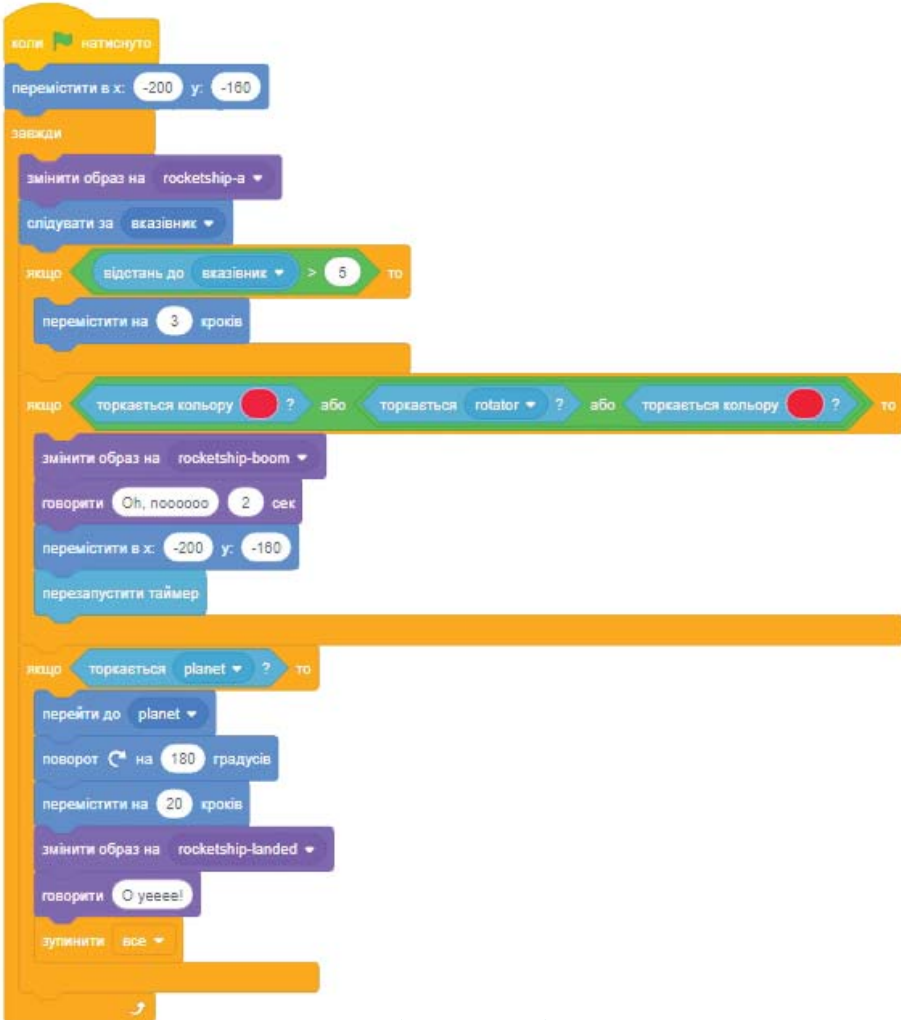 коли натиснуто
перемістити в x: -200 y: -160
завжди
змінити образ на rocketship-a
слідувати за вказівник
якщо відстань до вказівник > 5 то
перемістити на 3 кроків
якщо торкається кольору ? або торкається rotator ? або торкається кольору ? то
змінити образ на rocketship-boom
говорити Oh, noooooo 2 сек
перемістити в x: -200 y: -160
перезапустити таймер
якщо торкається planet ? то
перейти до planet
поворот на 180 градусів
перемістити на 20 кроків
змінити образ на rocketship-landed
говорити O yeeee!
зупинити все